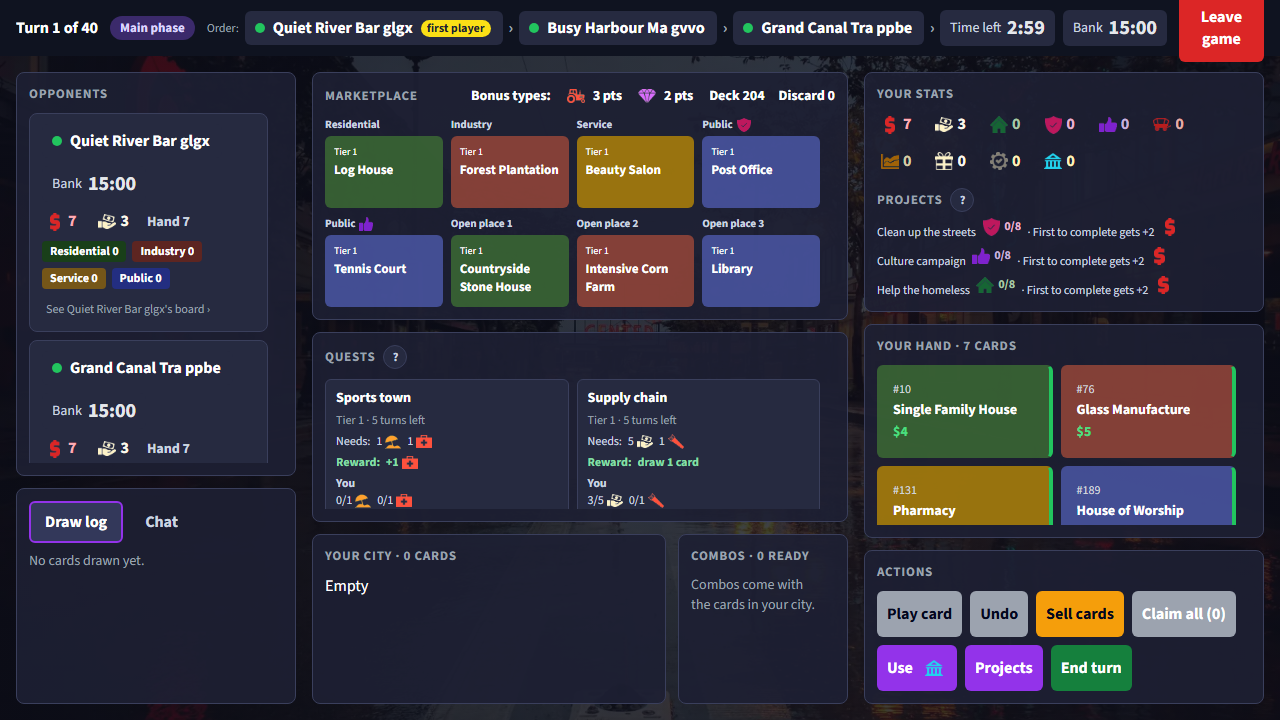 Turn 1 of 40
Main phase
Order:
Quiet River Bar glgx
first player
›
Busy Harbour Ma gvvo
›
Grand Canal Tra ppbe
›
Time left 2:59
Bank 15:00
Leave game
OPPONENTS
Quiet River Bar glgx
Bank 15:00
7 3 Hand 7
Residential 0 Industry 0
Service 0 Public 0
See Quiet River Bar glgx's board ›
Grand Canal Tra ppbe
Bank 15:00
7 3 Hand 7
Draw log Chat
No cards drawn yet.
MARKETPLACE
Bonus types: 3 pts 2 pts Deck 204 Discard 0
Residential Industry Service Public
Tier 1 Tier 1 Tier 1 Tier 1
Log House Forest Plantation Beauty Salon Post Office
Public Open place 1 Open place 2 Open place 3
Tier 1 Tier 1 Tier 1 Tier 1
Tennis Court Countryside Stone House Intensive Corn Farm Library
QUESTS ?
Sports town
Tier 1 · 5 turns left
Needs: 1 1
Reward: +1
You
0/1 0/1
Supply chain
Tier 1 · 5 turns left
Needs: 5 1
Reward: draw 1 card
You
3/5 0/1
YOUR CITY · 0 CARDS
Empty
COMBOS · 0 READY
Combos come with
the cards in your city.
YOUR STATS
7 3 0 0 0 0
0 0 0 0
PROJECTS ?
Clean up the streets 0/8 · First to complete gets +2
Culture campaign 0/8 · First to complete gets +2
Help the homeless 0/8 · First to complete gets +2
YOUR HAND · 7 CARDS
#10
Single Family House
$4
#76
Glass Manufacture
$5
#131
Pharmacy
#189
House of Worship
ACTIONS
Play card Undo Sell cards Claim all (0)
Use Projects End turn